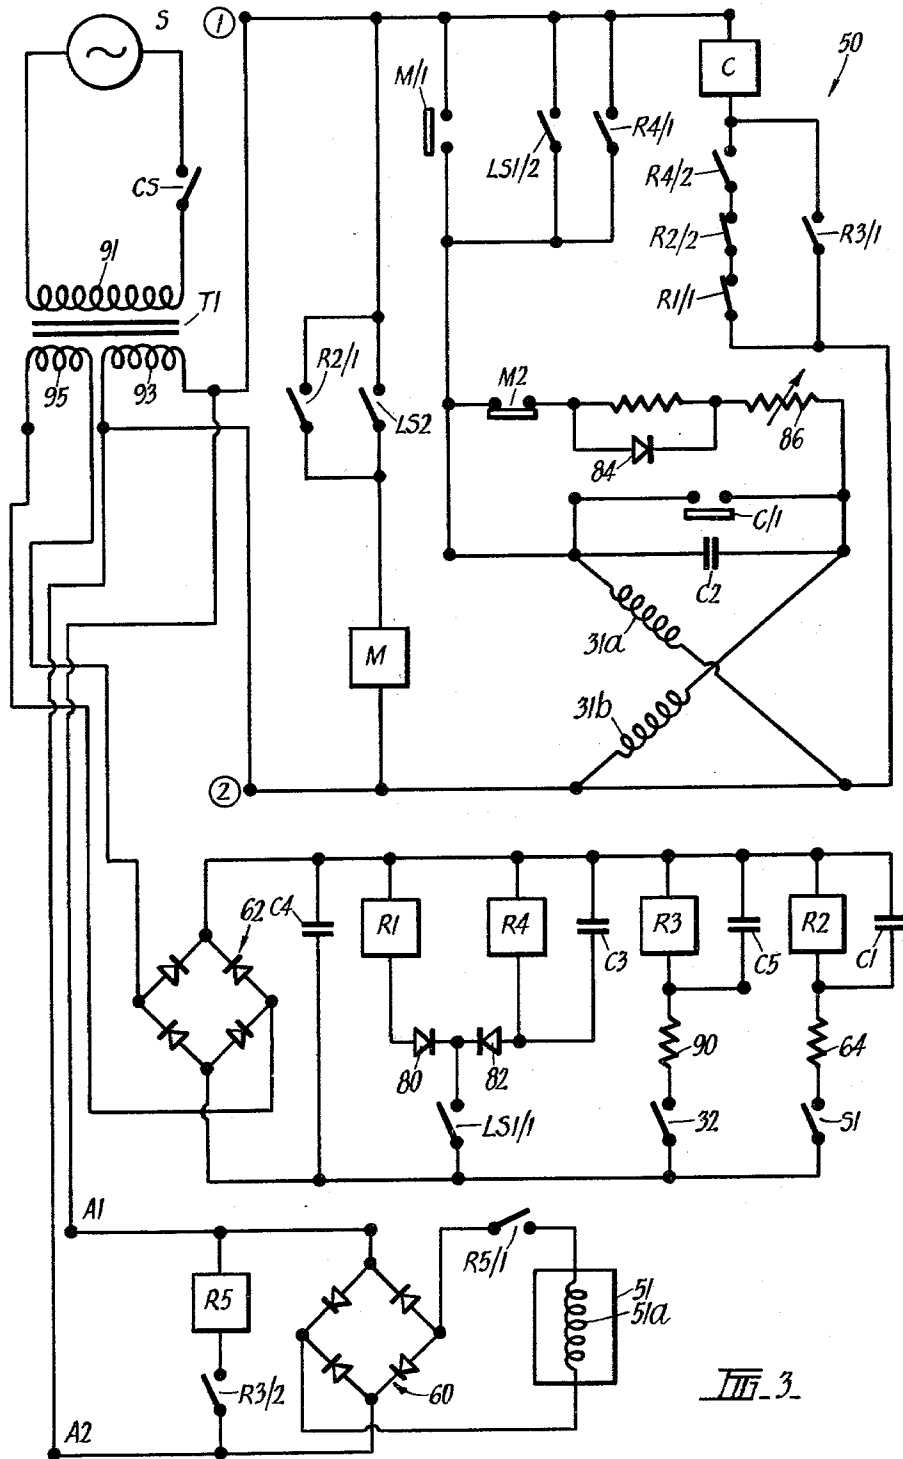 S
1
50
C
M/1
LS1/2
R4/1
R4/2
CS
R2/2
R3/1
91
T1
R1/1
95
93
R2/1
LS2
M2
84
86
C/1
C2
31a
M
31b
2
62
C4
R1
R4
C3
R3
C5
R2
C1
80
82
90
64
LS1/1
32
S1
A1
R5/1
R5
51
51a
R3/2
60
FIG. 3
A2